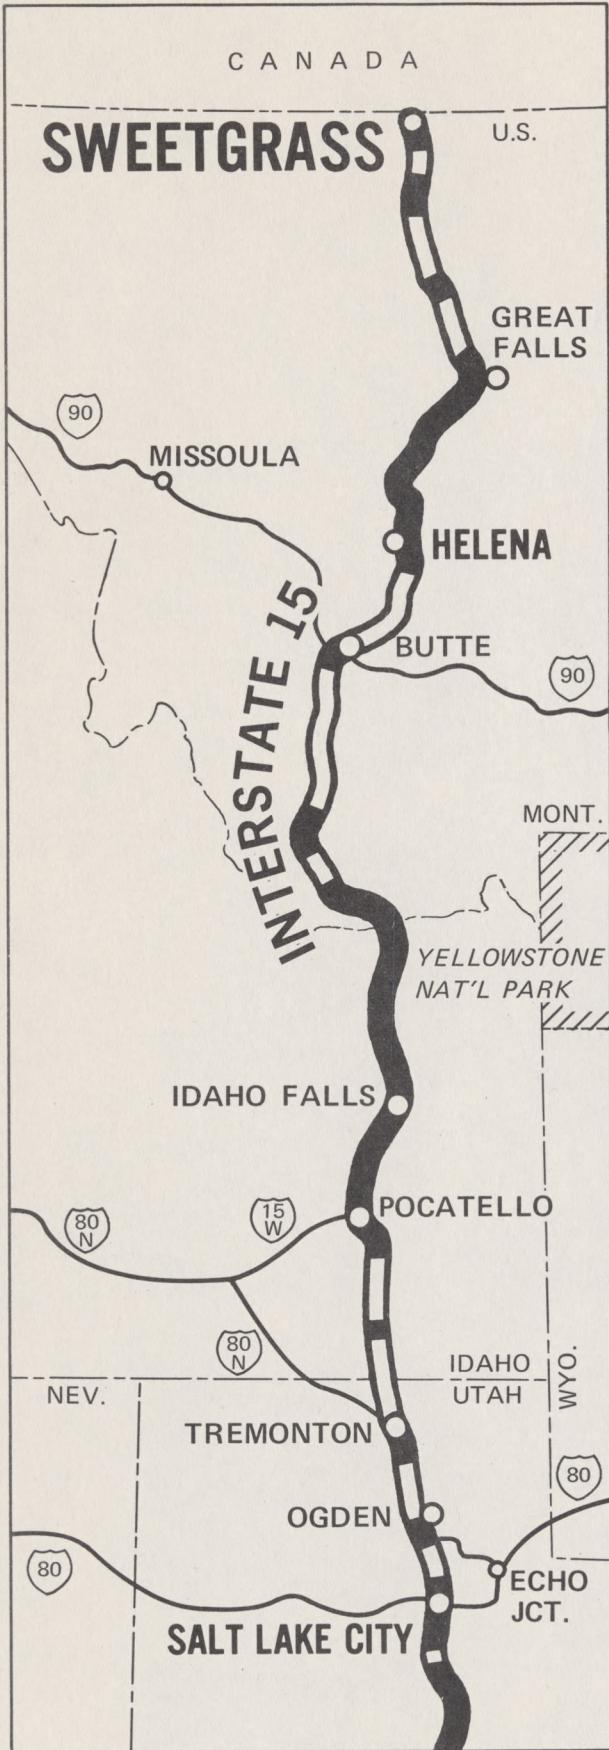 CANADA
SWEETGRASS
U.S.
GREAT
FALLS
90
MISSOULA
HELENA
INTERSTATE 15
BUTTE
90
MONT.
YELLOWSTONE
NAT'L PARK
IDAHO FALLS
POCATELLO
80
N
15
W
80
N
IDAHO
UTAH
WYO.
NEV.
TREMONTON
80
OGDEN
80
ECHO
JCT.
SALT LAKE CITY